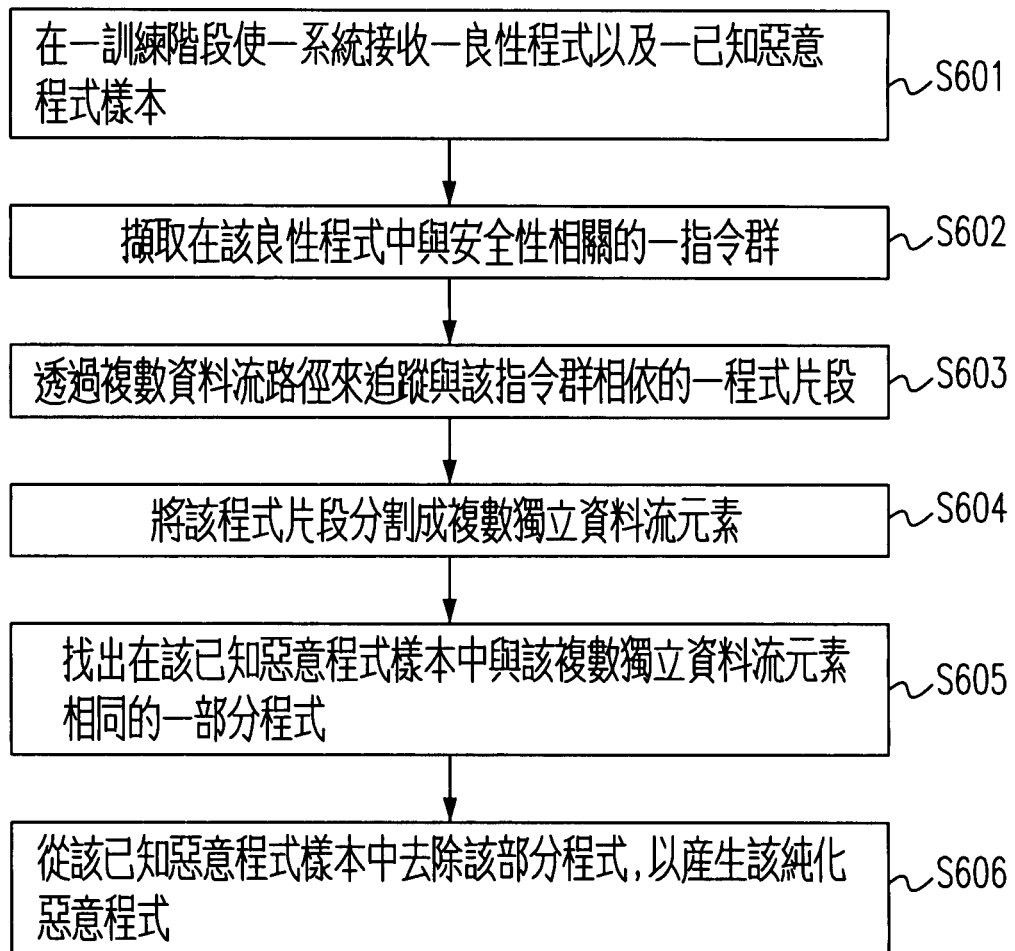 在一訓練階段使一系統接收一良性程式以及一已知惡意
程式樣本
S601
擷取在該良性程式中與安全性相關的一指令群
S602
透過複數資料流路徑來追蹤與該指令群相依的一程式片段
S603
將該程式片段分割成複數獨立資料流元素
S604
找出在該已知惡意程式樣本中與該複數獨立資料流元素
相同的一部分程式
S605
從該已知惡意程式樣本中去除該部分程式,以產生該純化
惡意程式
S606